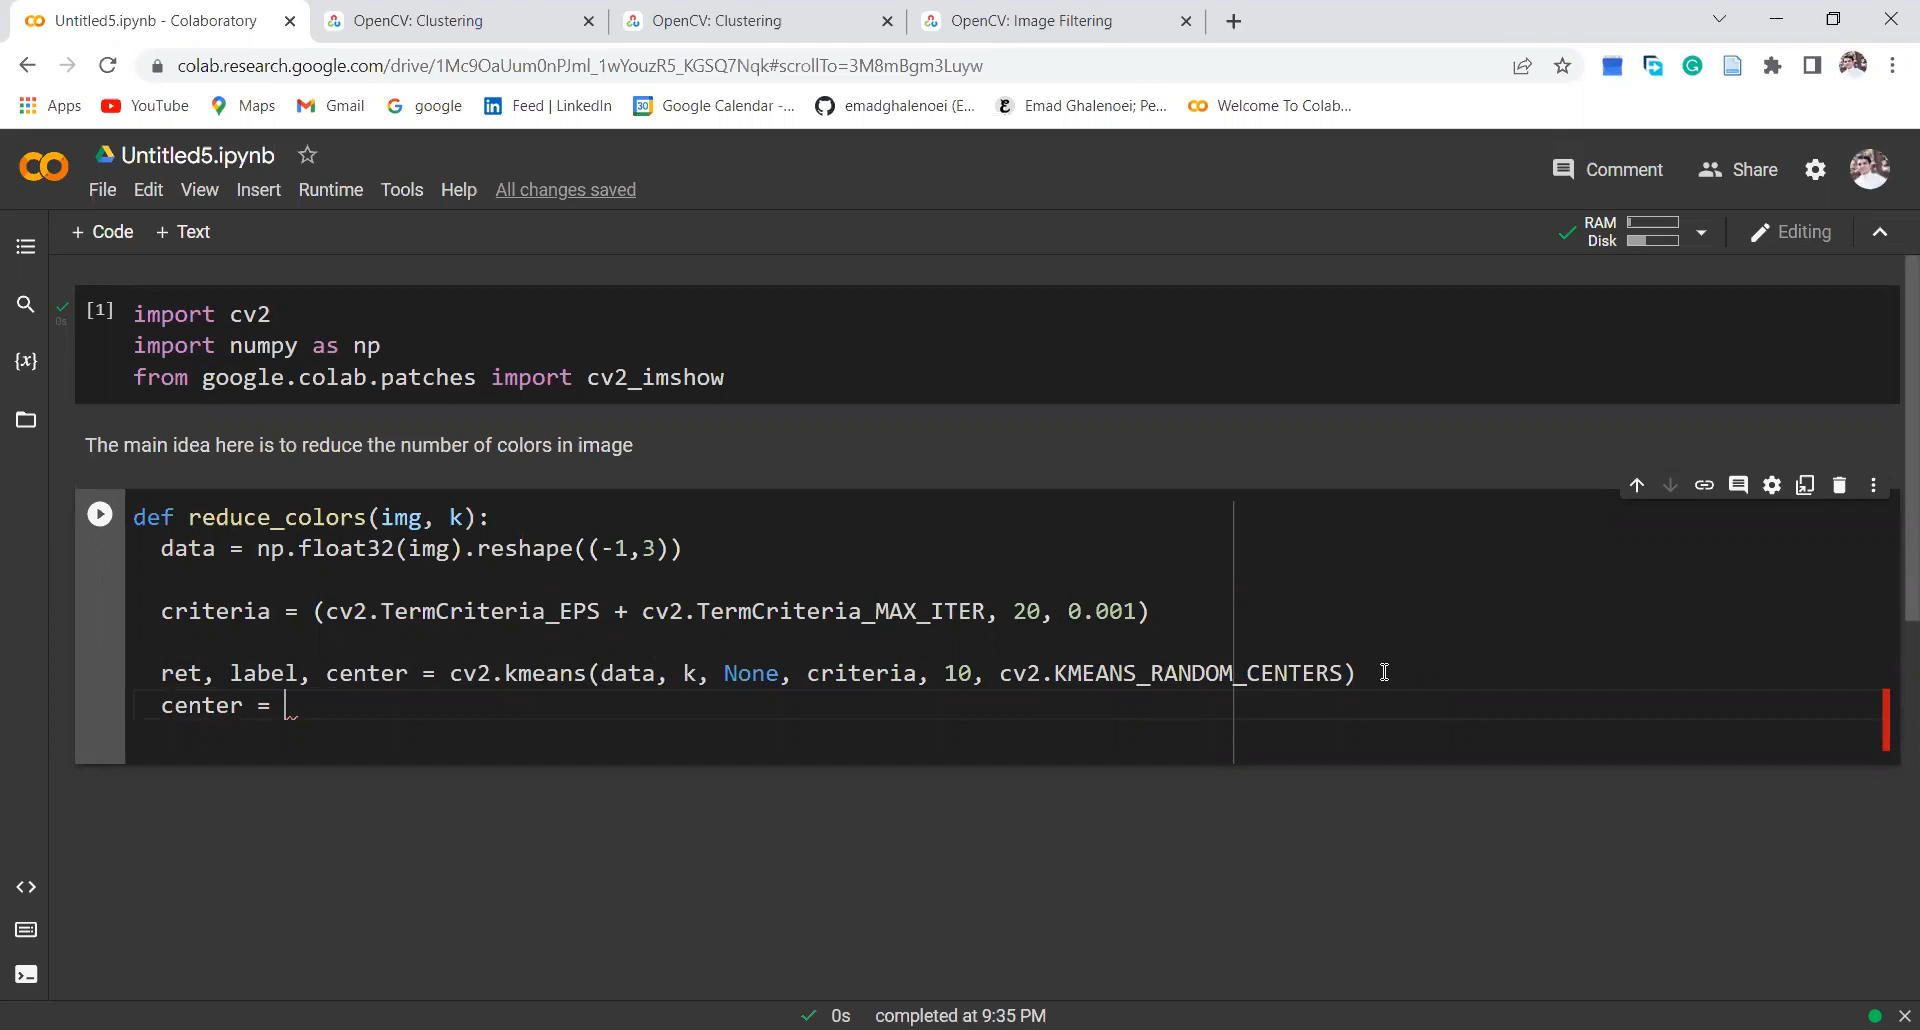 Untitled5.ipynb - Colaboratory
OpenCV: Clustering
OpenCV: Clustering
OpenCV: Image Filtering
colab.research.google.com/drive/1Mc9OaUum0nPJml_1wYouzR5_KGSQ7Nqk#scrollTo=3M8mBgm3Luyw
Apps
YouTube
Maps
Gmail
google
Feed | LinkedIn
30
Google Calendar -...
emadghalenoei (E...
Emad Ghalenoei; Pe...
Welcome To Colab...
Untitled5.ipynb
File Edit View Insert Runtime Tools Help All changes saved
Comment
Share
+ Code + Text
RAM
Disk
Editing
{x}
0s
[1]
import cv2
import numpy as np
from google.colab.patches import cv2_imshow
The main idea here is to reduce the number of colors in image
def reduce_colors(img, k):
data = np.float32(img).reshape((-1,3))
criteria = (cv2.TermCriteria_EPS + cv2.TermCriteria_MAX_ITER, 20, 0.001)
ret, label, center = cv2.kmeans(data, k, None, criteria, 10, cv2.KMEANS_RANDOM_CENTERS)
center =
0s completed at 9:35 PM